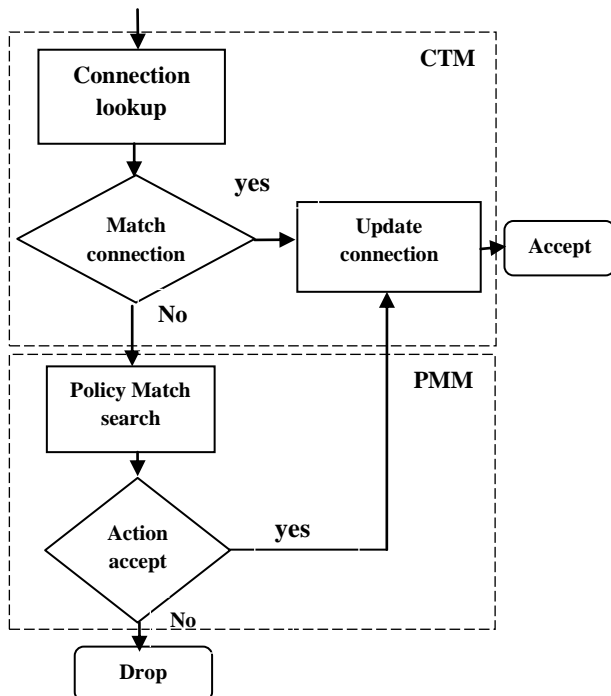 Connection
lookup
CTM
yes
Match
connection
Update
connection
Accept
No
Policy Match
search
PMM
Action
accept
yes
No
Drop